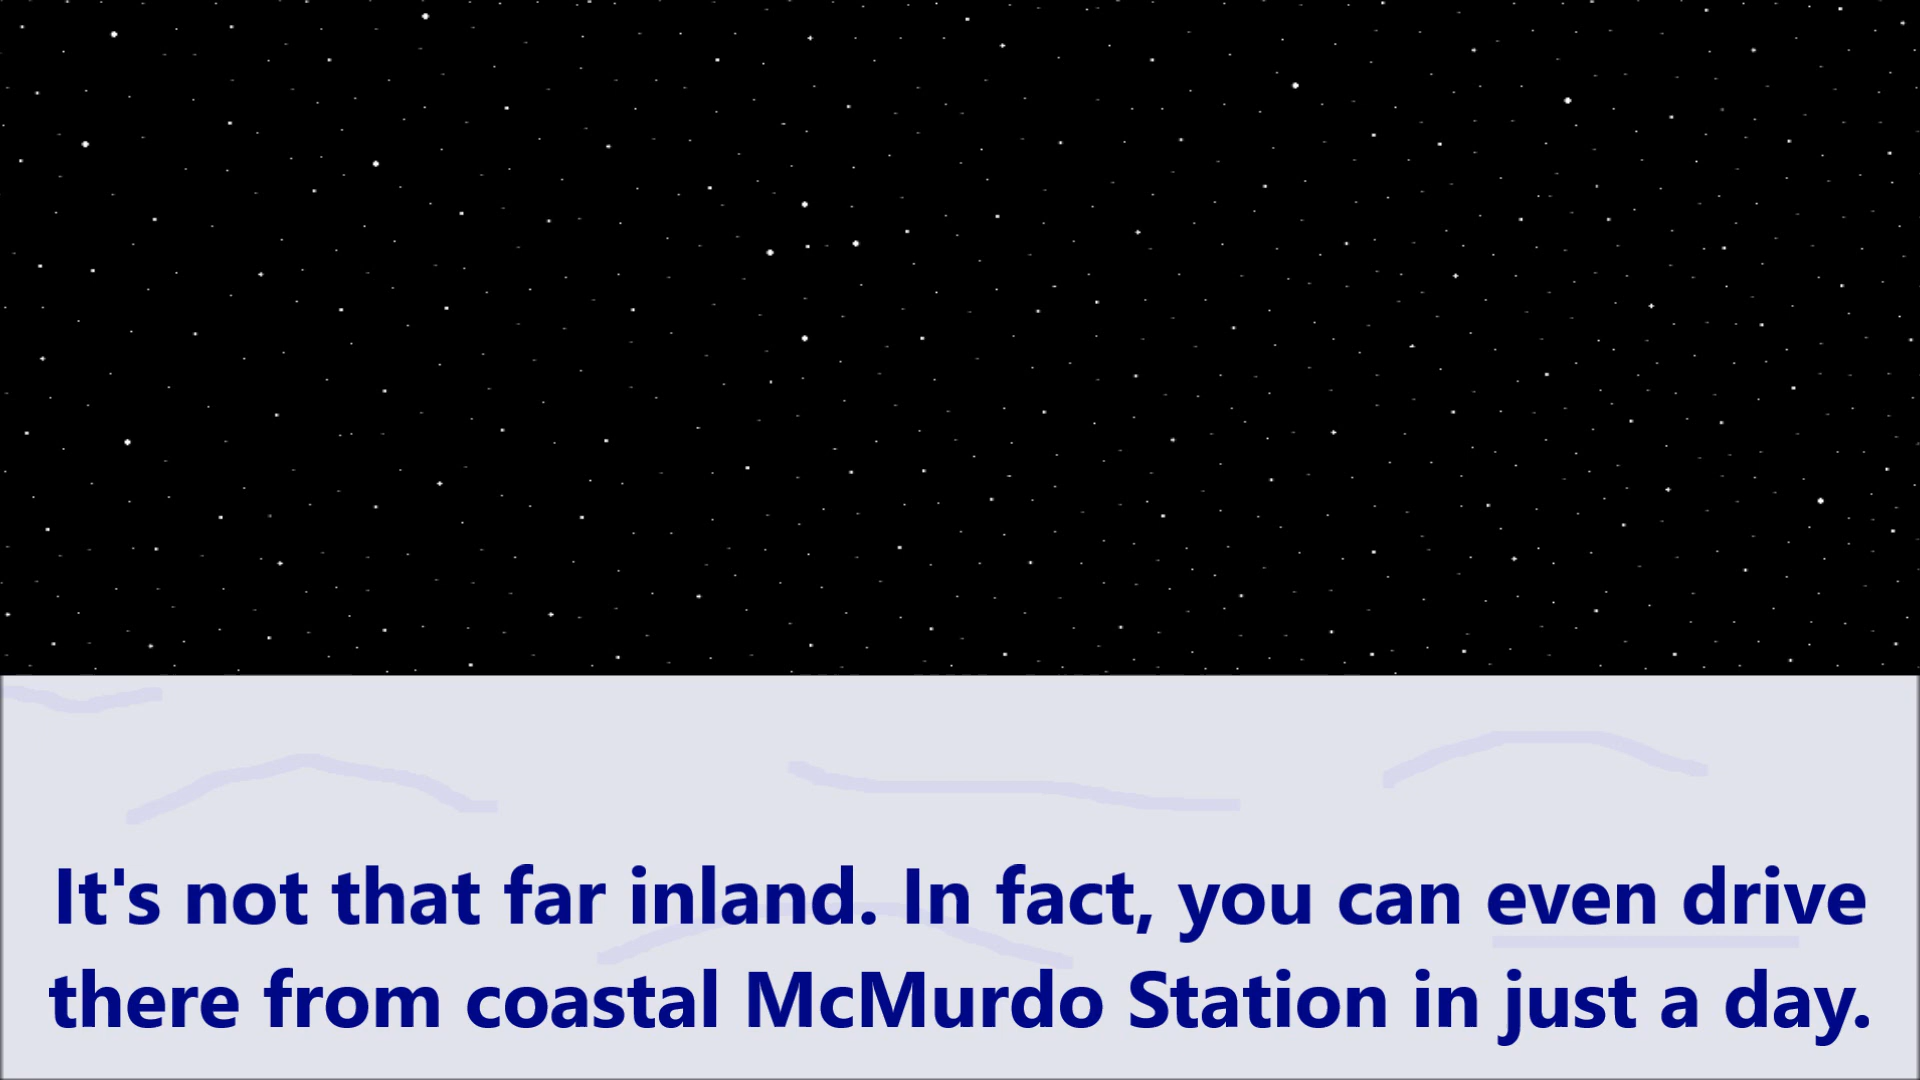 It's not that far inland. In fact, you can even drive
there from coastal McMurdo Station in just a day.